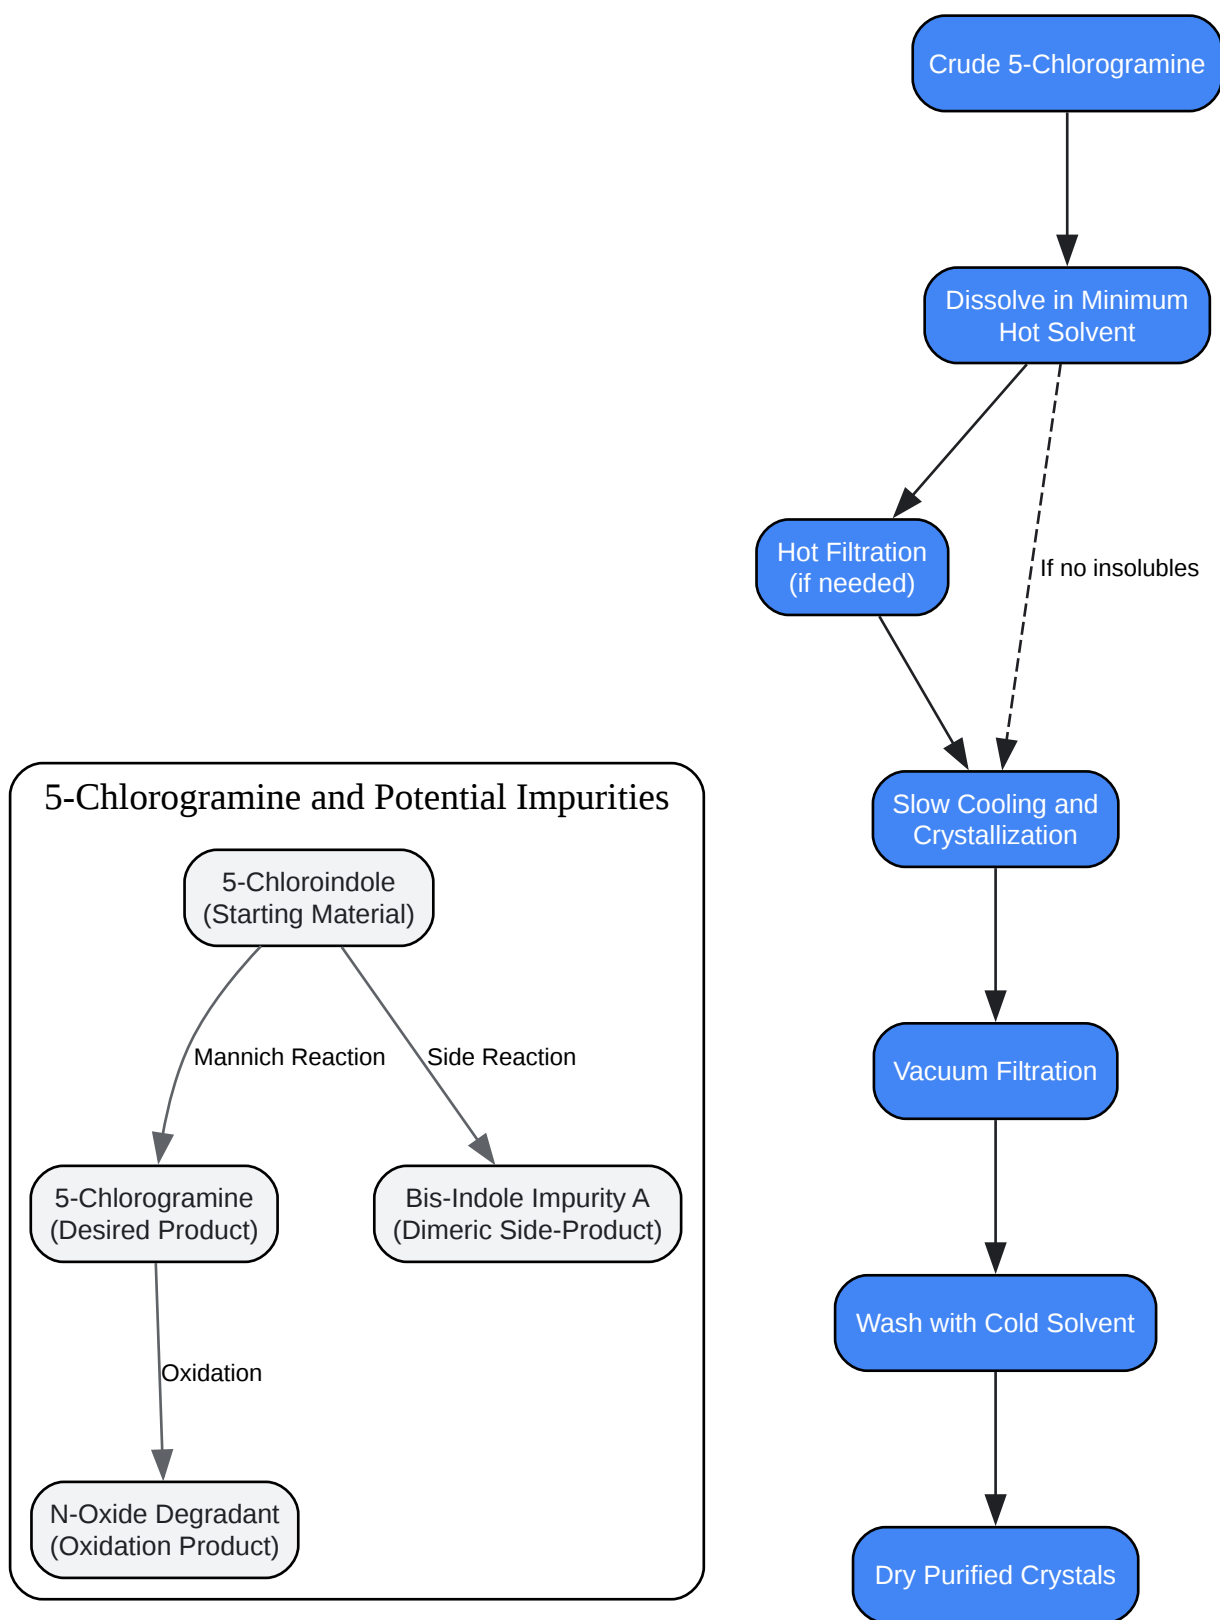 Crude 5-Chlorogramine
Dissolve in Minimum
Hot Solvent
Hot Filtration
(if needed)
If no insolubles
Slow Cooling and
Crystallization
Vacuum Filtration
Wash with Cold Solvent
Dry Purified Crystals
5-Chlorogramine and Potential Impurities
5-Chloroindole
(Starting Material)
Mannich Reaction
Side Reaction
5-Chlorogramine
(Desired Product)
Bis-Indole Impurity A
(Dimeric Side-Product)
Oxidation
N-Oxide Degradant
(Oxidation Product)